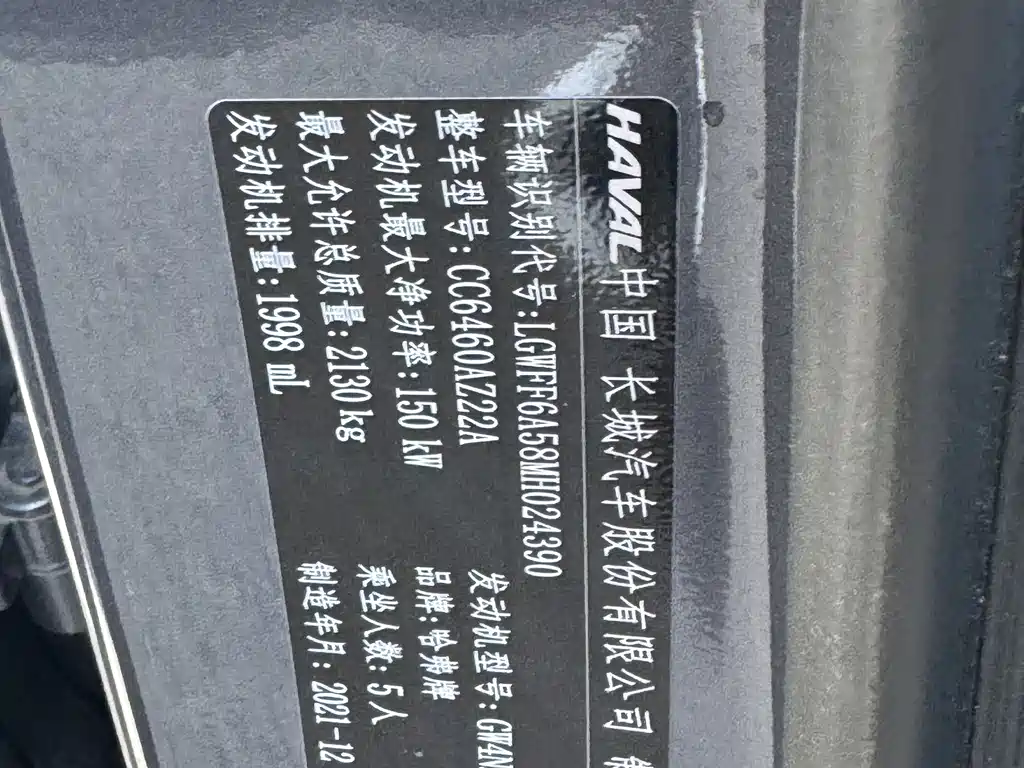 HAVAL 中国 长城汽车股份有限公司
车辆识别代号:LGWFF6A58MH024390
整车型号:CC6460AZ22A 发动机型号:GW4N
发动机最大净功率:150 kW 品牌:哈弗牌
最大允许总质量:2130 kg 乘坐人数:5人
发动机排量:1998 mL 制造年月:2021-12